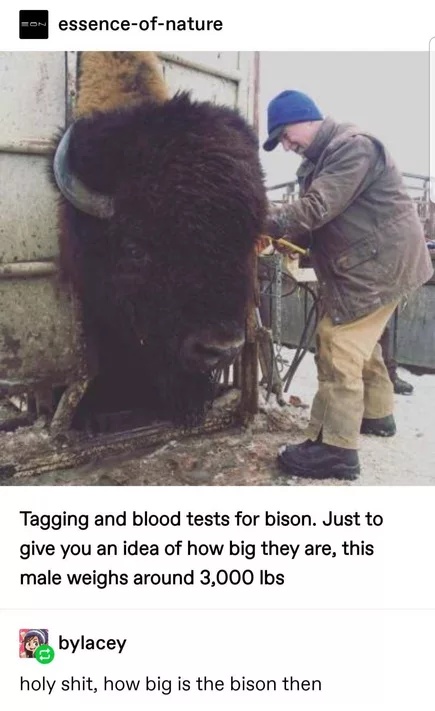 EON
essence-of-nature
Tagging and blood tests for bison. Just to
give you an idea of how big they are, this
male weighs around 3,000 lbs
bylacey
holy shit, how big is the bison then